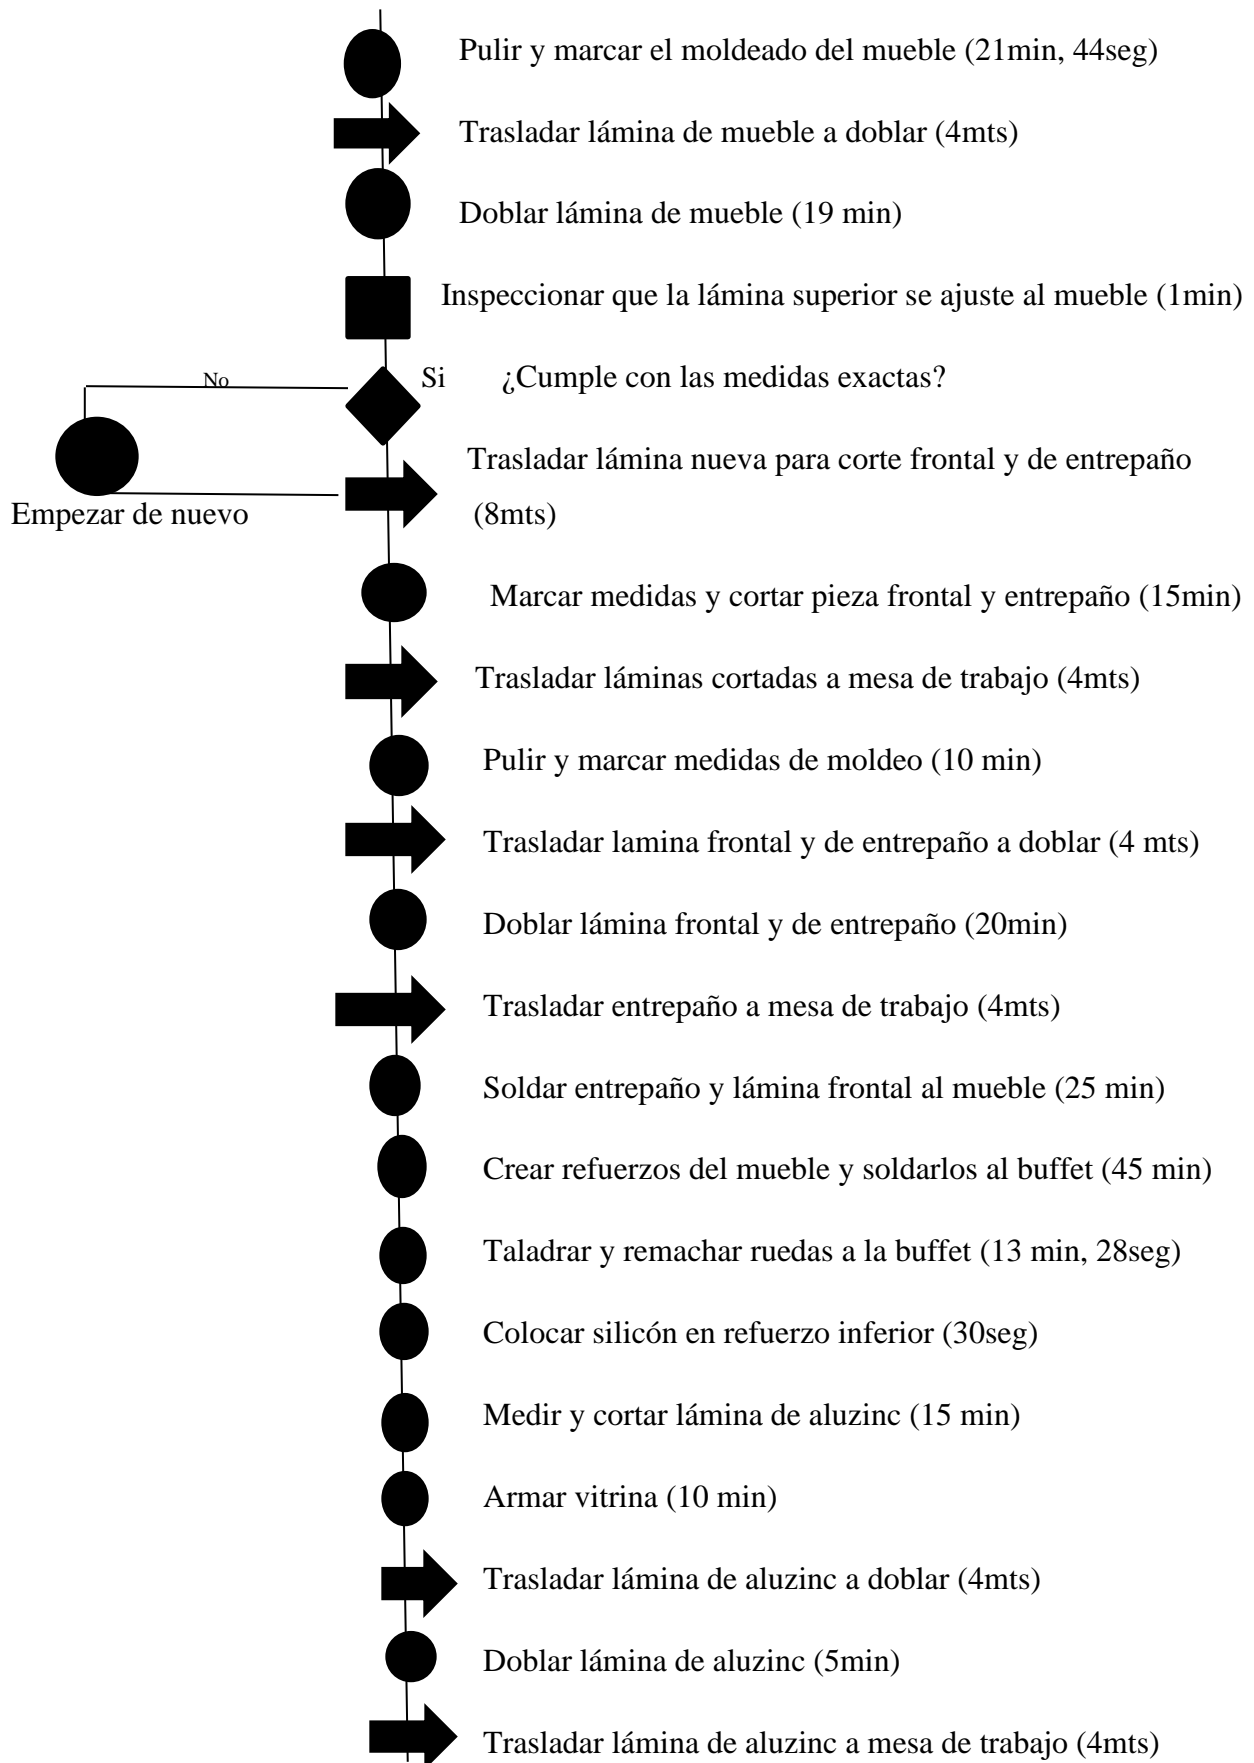 Pulir y marcar el moldeado del mueble (21min, 44seg)
Trasladar lámina de mueble a doblar (4mts)
Doblar lámina de mueble (19 min)
Inspeccionar que la lámina superior se ajuste al mueble (1min)
No
Si ¿Cumple con las medidas exactas?
Trasladar lámina nueva para corte frontal y de entrepaño
(8mts)
Empezar de nuevo
Marcar medidas y cortar pieza frontal y entrepaño (15min)
Trasladar láminas cortadas a mesa de trabajo (4mts)
Pulir y marcar medidas de moldeo (10 min)
Trasladar lamina frontal y de entrepaño a doblar (4 mts)
Doblar lámina frontal y de entrepaño (20min)
Trasladar entrepaño a mesa de trabajo (4mts)
Soldar entrepaño y lámina frontal al mueble (25 min)
Crear refuerzos del mueble y soldarlos al buffet (45 min)
Taladrar y remachar ruedas a la buffet (13 min, 28seg)
Colocar silicón en refuerzo inferior (30seg)
Medir y cortar lámina de aluzinc (15 min)
Armar vitrina (10 min)
Trasladar lámina de aluzinc a doblar (4mts)
Doblar lámina de aluzinc (5min)
Trasladar lámina de aluzinc a mesa de trabajo (4mts)